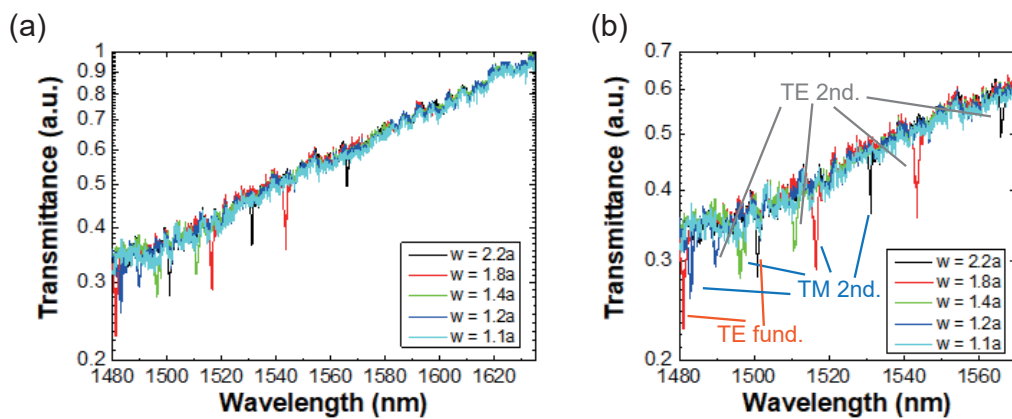 (a)
Transmittance (a.u.)
1
0.9
0.8
0.7
0.6
0.5
0.4
0.3
0.2
w = 2.2a
w = 1.8a
w = 1.4a
w = 1.2a
w = 1.1a
1480 1500 1520 1540 1560 1580 1600 1620
Wavelength (nm)
(b)
Transmittance (a.u.)
0.7
0.6
0.5
0.4
0.3
0.2
TE 2nd.
TM 2nd.
TE fund.
w = 2.2a
w = 1.8a
w = 1.4a
w = 1.2a
w = 1.1a
1480 1500 1520 1540 1560
Wavelength (nm)